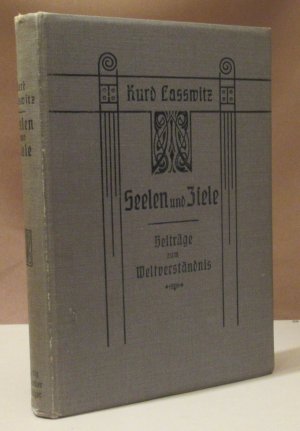 Kurd
Lasswitz
Seelen
und
Ziele
Kurd Lasswitz
Seelen und Ziele
Beiträge
zum
Weltverständnis